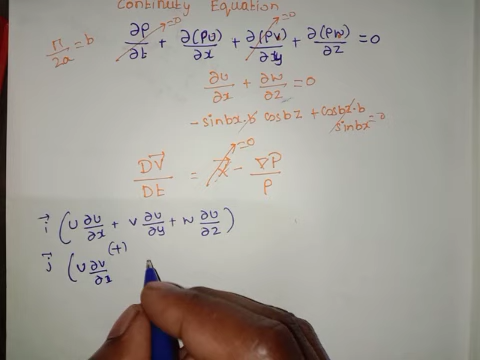 Continuity Equation
π/2a = b
∂ρ/∂t →=0 + ∂(ρu)/∂x + ∂(ρv)/∂y →=0 + ∂(ρw)/∂z = 0
∂u/∂x + ∂w/∂z = 0
- sinbx·b cosbz + cosbz·b sinbx = 0
DV⃗/Dt = X⃗ →=0 - ∇P/ρ
i⃗ (u ∂u/∂x + v ∂u/∂y + w ∂u/∂z)
j⃗ (u ∂v/∂x (+)